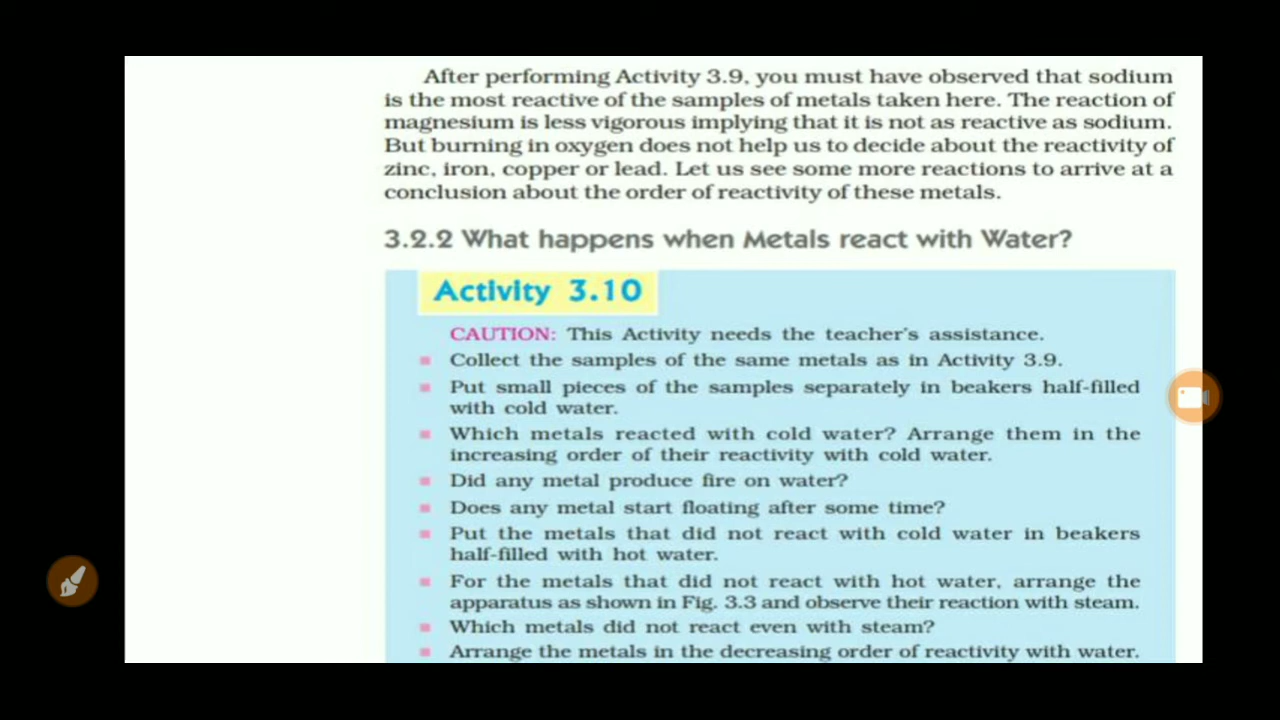 After performing Activity 3.9, you must have observed that sodium
is the most reactive of the samples of metals taken here. The reaction of
magnesium is less vigorous implying that it is not as reactive as sodium.
But burning in oxygen does not help us to decide about the reactivity of
zinc, iron, copper or lead. Let us see some more reactions to arrive at a
conclusion about the order of reactivity of these metals.
3.2.2 What happens when Metals react with Water?
Activity 3.10
CAUTION: This Activity needs the teacher's assistance.
■ Collect the samples of the same metals as in Activity 3.9.
■ Put small pieces of the samples separately in beakers half-filled
with cold water.
■ Which metals reacted with cold water? Arrange them in the
increasing order of their reactivity with cold water.
■ Did any metal produce fire on water?
■ Does any metal start floating after some time?
■ Put the metals that did not react with cold water in beakers
half-filled with hot water.
■ For the metals that did not react with hot water, arrange the
apparatus as shown in Fig. 3.3 and observe their reaction with steam.
■ Which metals did not react even with steam?
■ Arrange the metals in the decreasing order of reactivity with water.